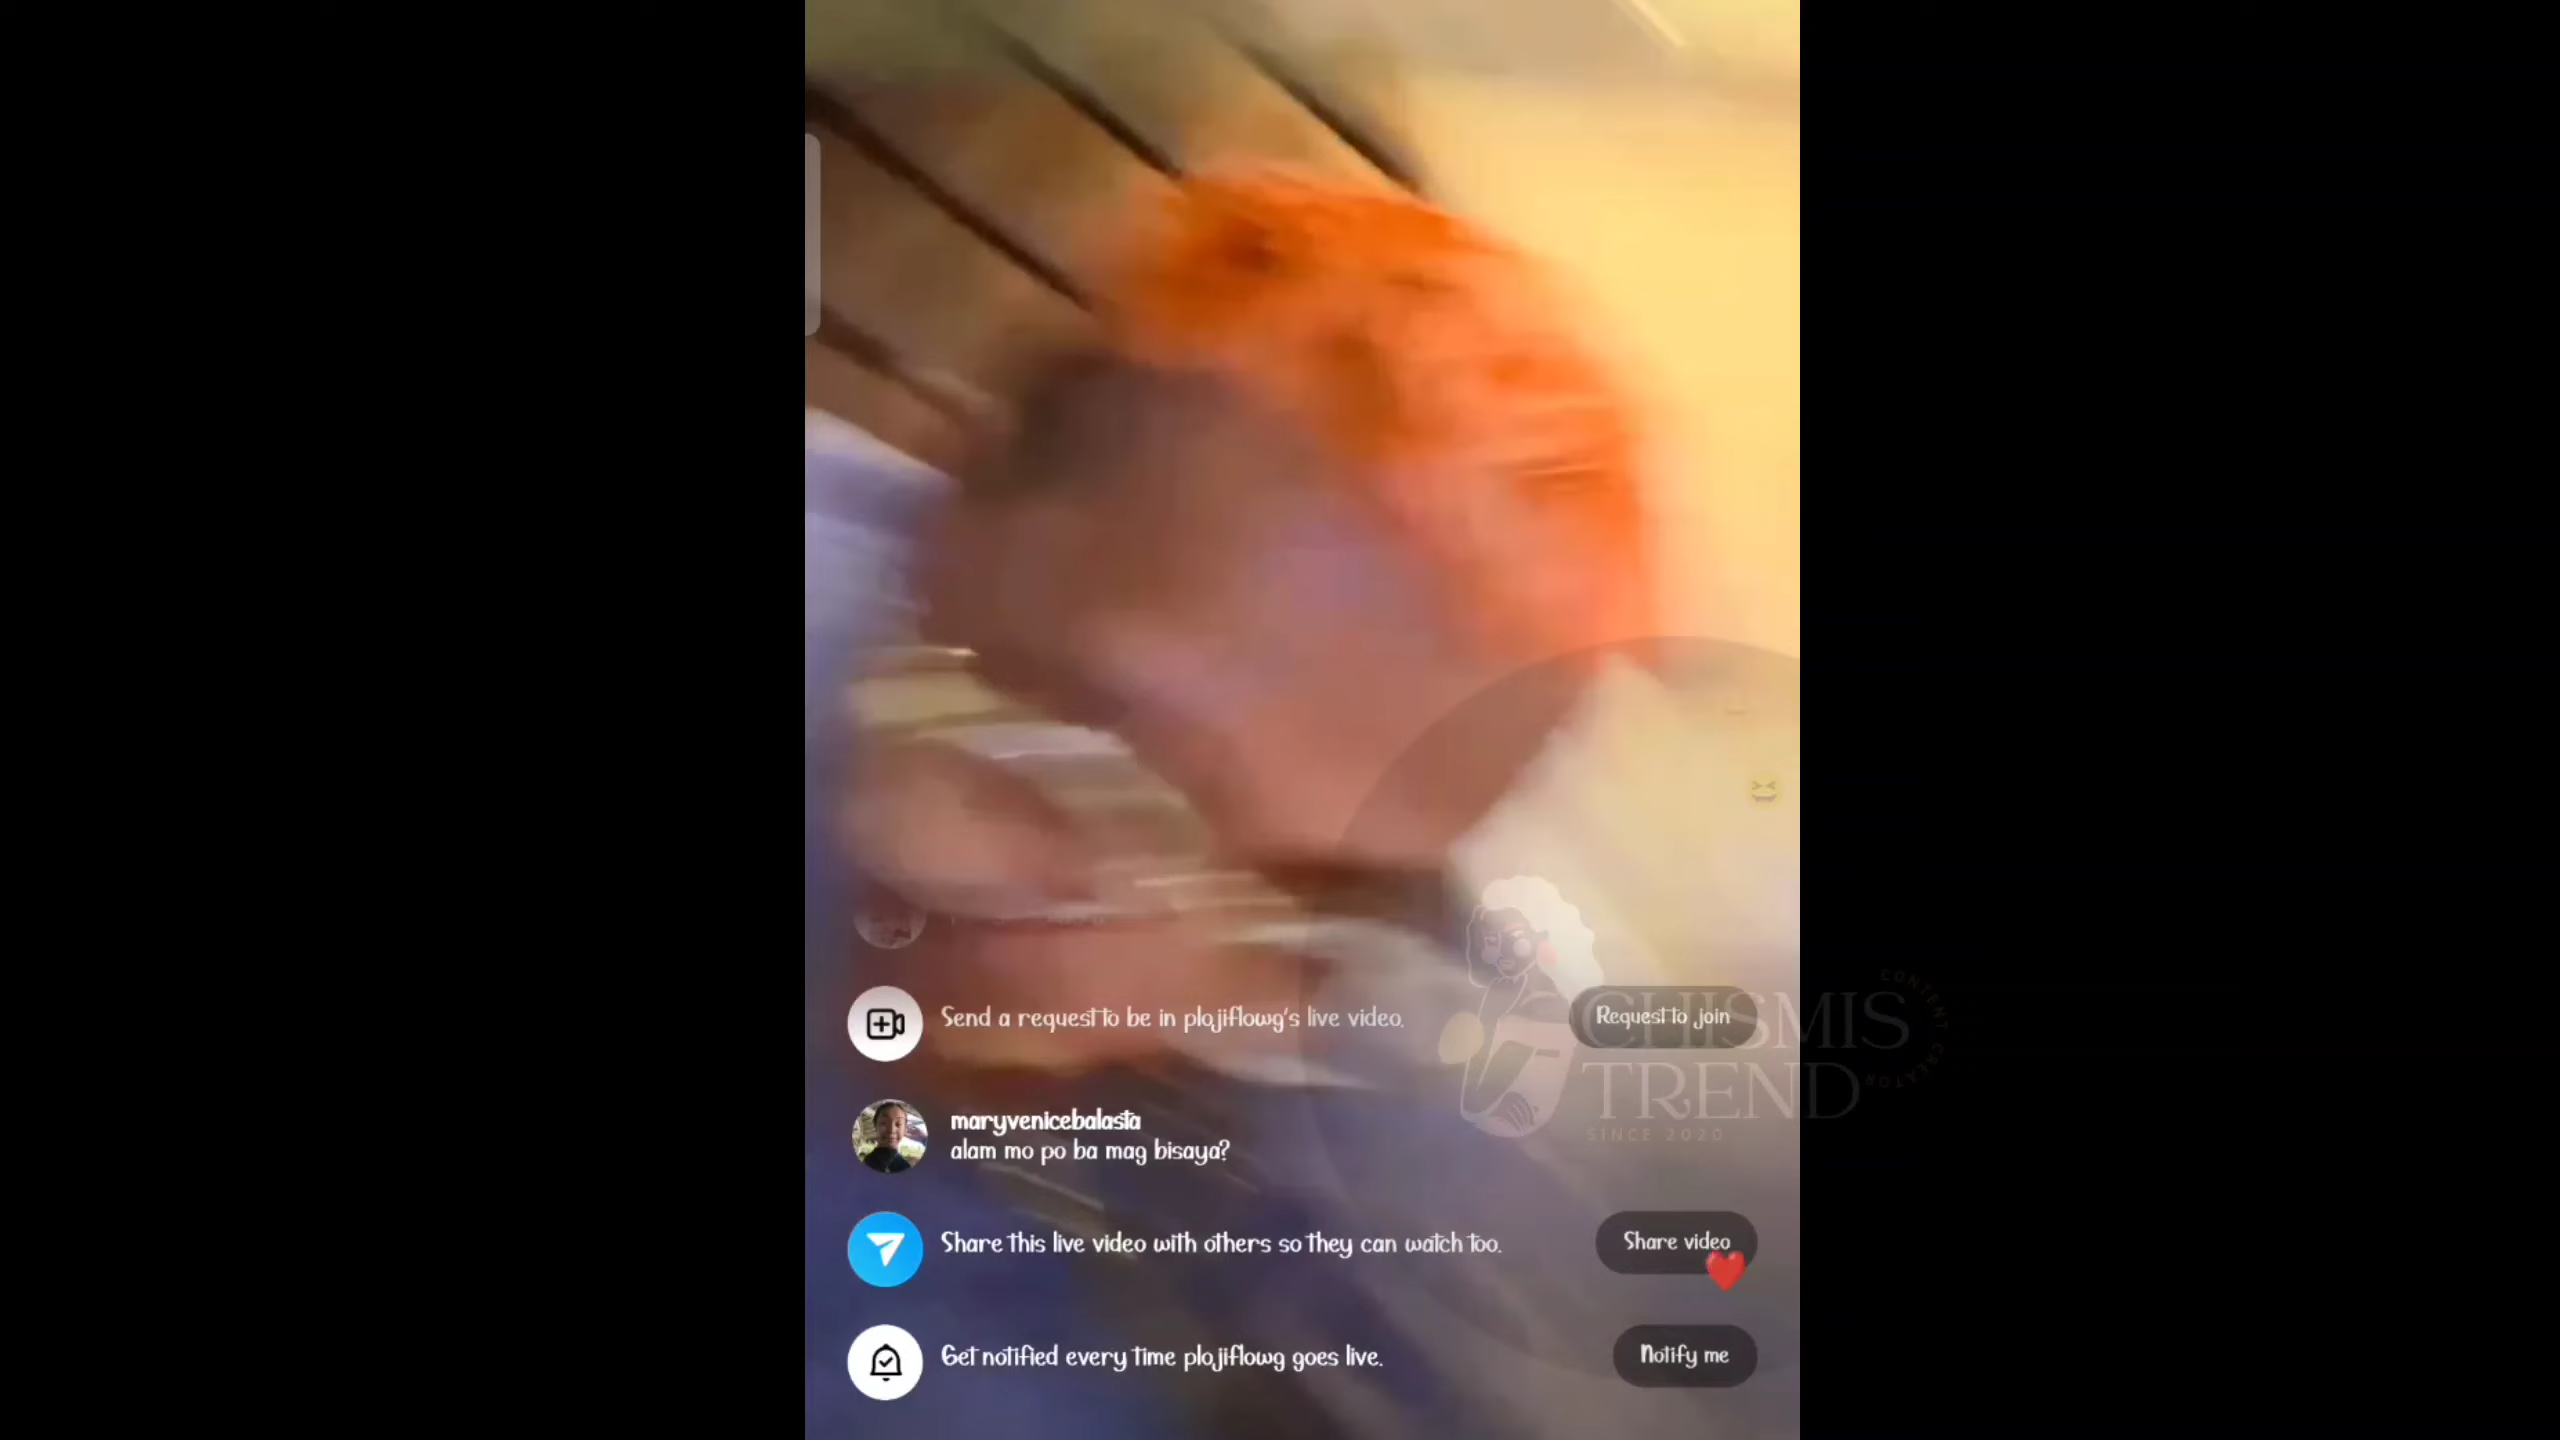 Send a request to be in plojiflowg's live video.
Request to join
CHISMIS
TREND
SINCE 2020
CONTENT CREATOR
maryvenicebalasta
alam mo po ba mag bisaya?
Share this live video with others so they can watch too.
Share video
Get notified every time plojiflowg goes live.
Notify me